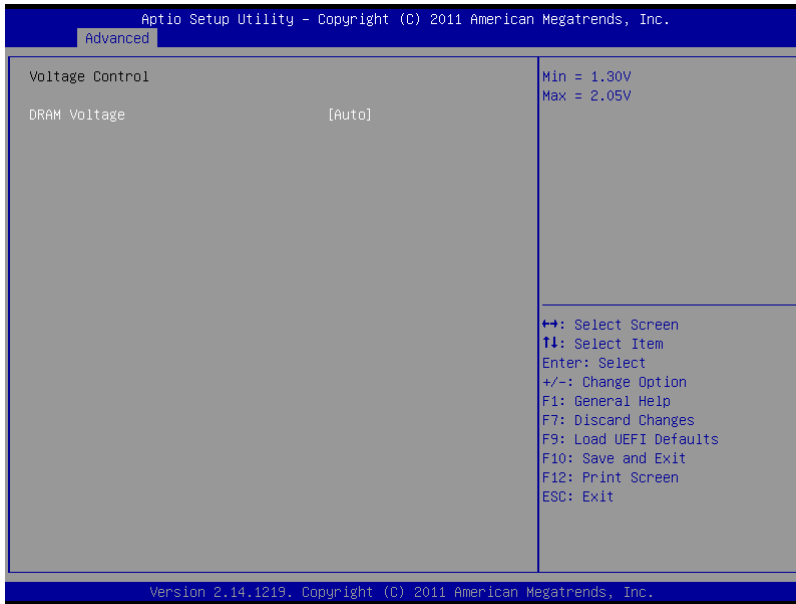 Aptio Setup Utility – Copyright (C) 2011 American Megatrends, Inc.
Advanced
Voltage Control
DRAM Voltage [Auto]
Min = 1.30V
Max = 2.05V
↔: Select Screen
↑↓: Select Item
Enter: Select
+/-: Change Option
F1: General Help
F7: Discard Changes
F9: Load UEFI Defaults
F10: Save and Exit
F12: Print Screen
ESC: Exit
Version 2.14.1219. Copyright (C) 2011 American Megatrends, Inc.